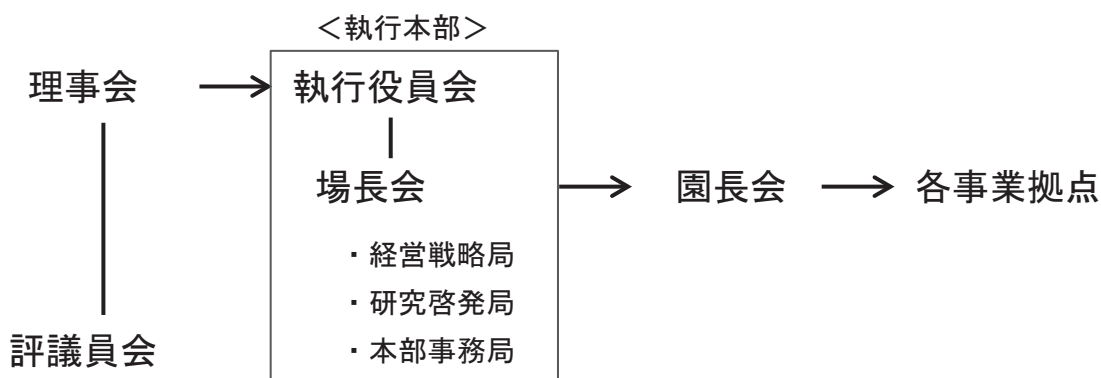 ＜執行本部＞
理事会
執行役員会
場長会
園長会
各事業拠点
・経営戦略局
・研究啓発局
・本部事務局
評議員会